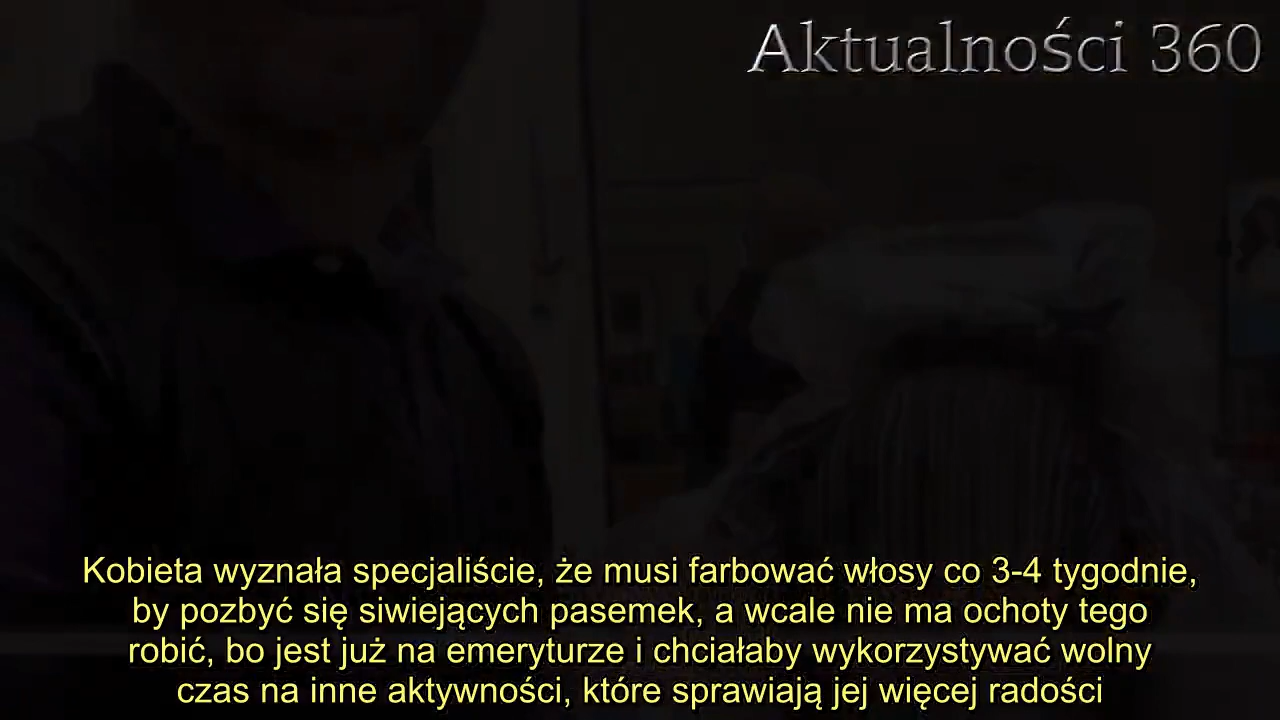 Aktualności 360
Kobieta wyznała specjaliście, że musi farbować włosy co 3-4 tygodnie,
by pozbyć się siwiejących pasemek, a wcale nie ma ochoty tego
robić, bo jest już na emeryturze i chciałaby wykorzystywać wolny
czas na inne aktywności, które sprawiają jej więcej radości